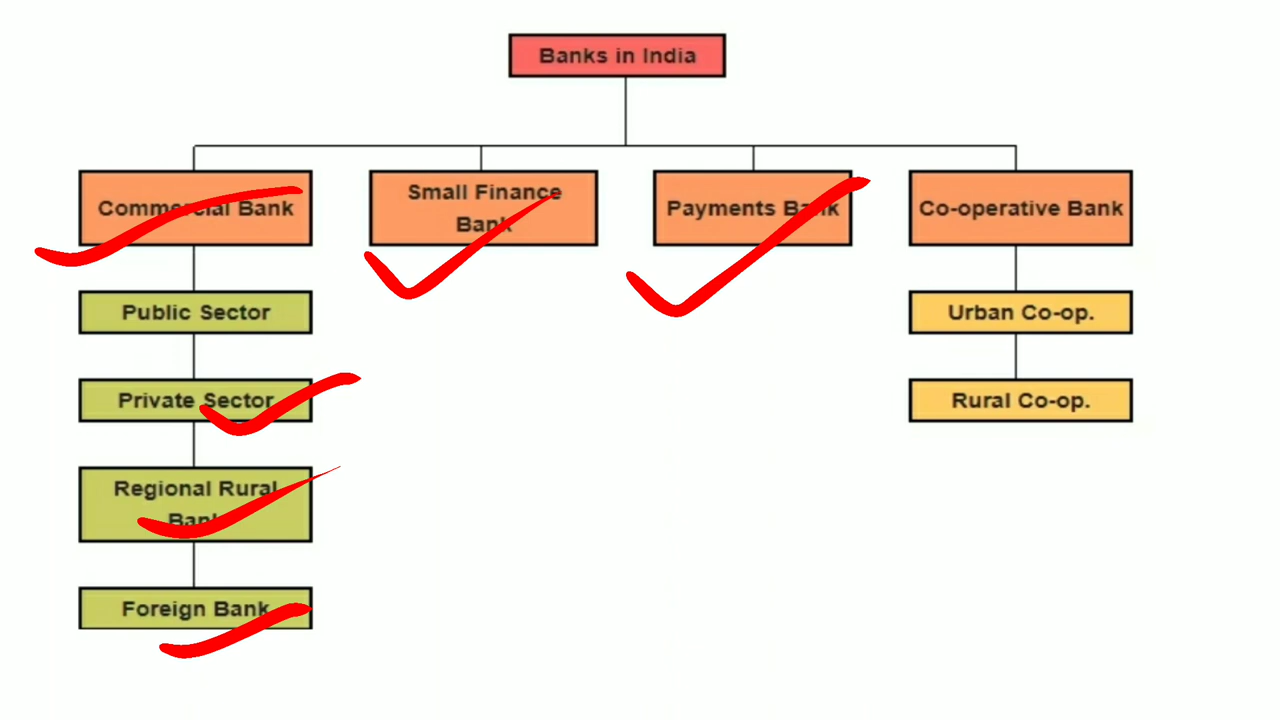 Banks in India
Commercial Bank
Small Finance
Bank
Payments Bank
Co-operative Bank
Public Sector
Urban Co-op.
Private Sector
Rural Co-op.
Regional Rural
Bank
Foreign Bank